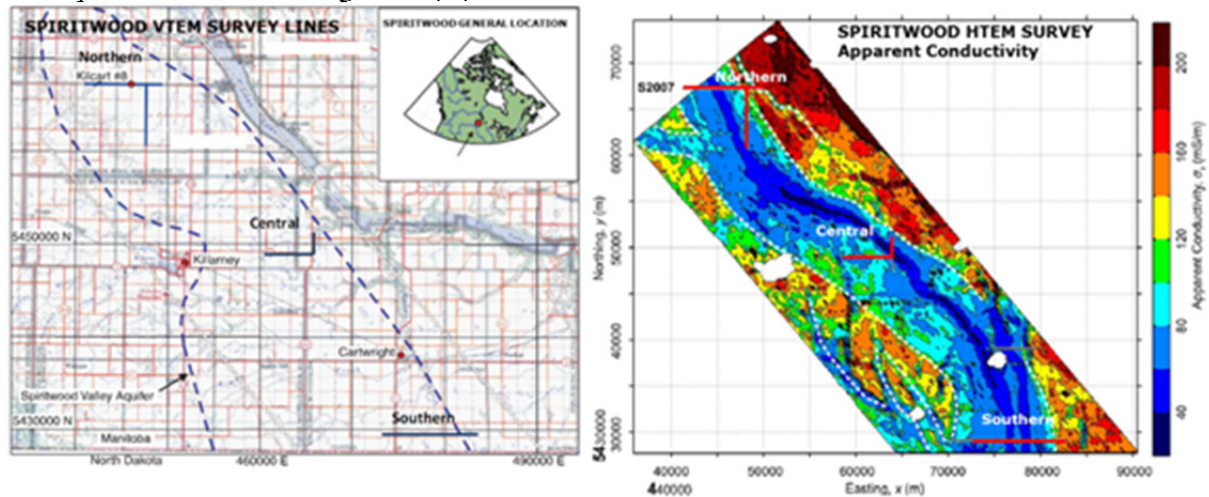 SPIRITWOOD VTEM SURVEY LINES
SPIRITWOOD GENERAL LOCATION
Northern
Kilcart #8
Central
5450000 N
Killarney
Cartwright
Spiritwood Valley Aquifer
Southern
5430000 N
Manitoba
North Dakota
460000 E
490000 E
SPIRITWOOD HTEM SURVEY
Apparent Conductivity
70000
S2007
Northern
60000
Northing, y (m)
Central
50000
40000
Southern
5430000
30000
40000
50000
60000
70000
80000
90000
440000
Easting, x (m)
200
160
120
80
40
Apparent Conductivity, σ, (mS/m)